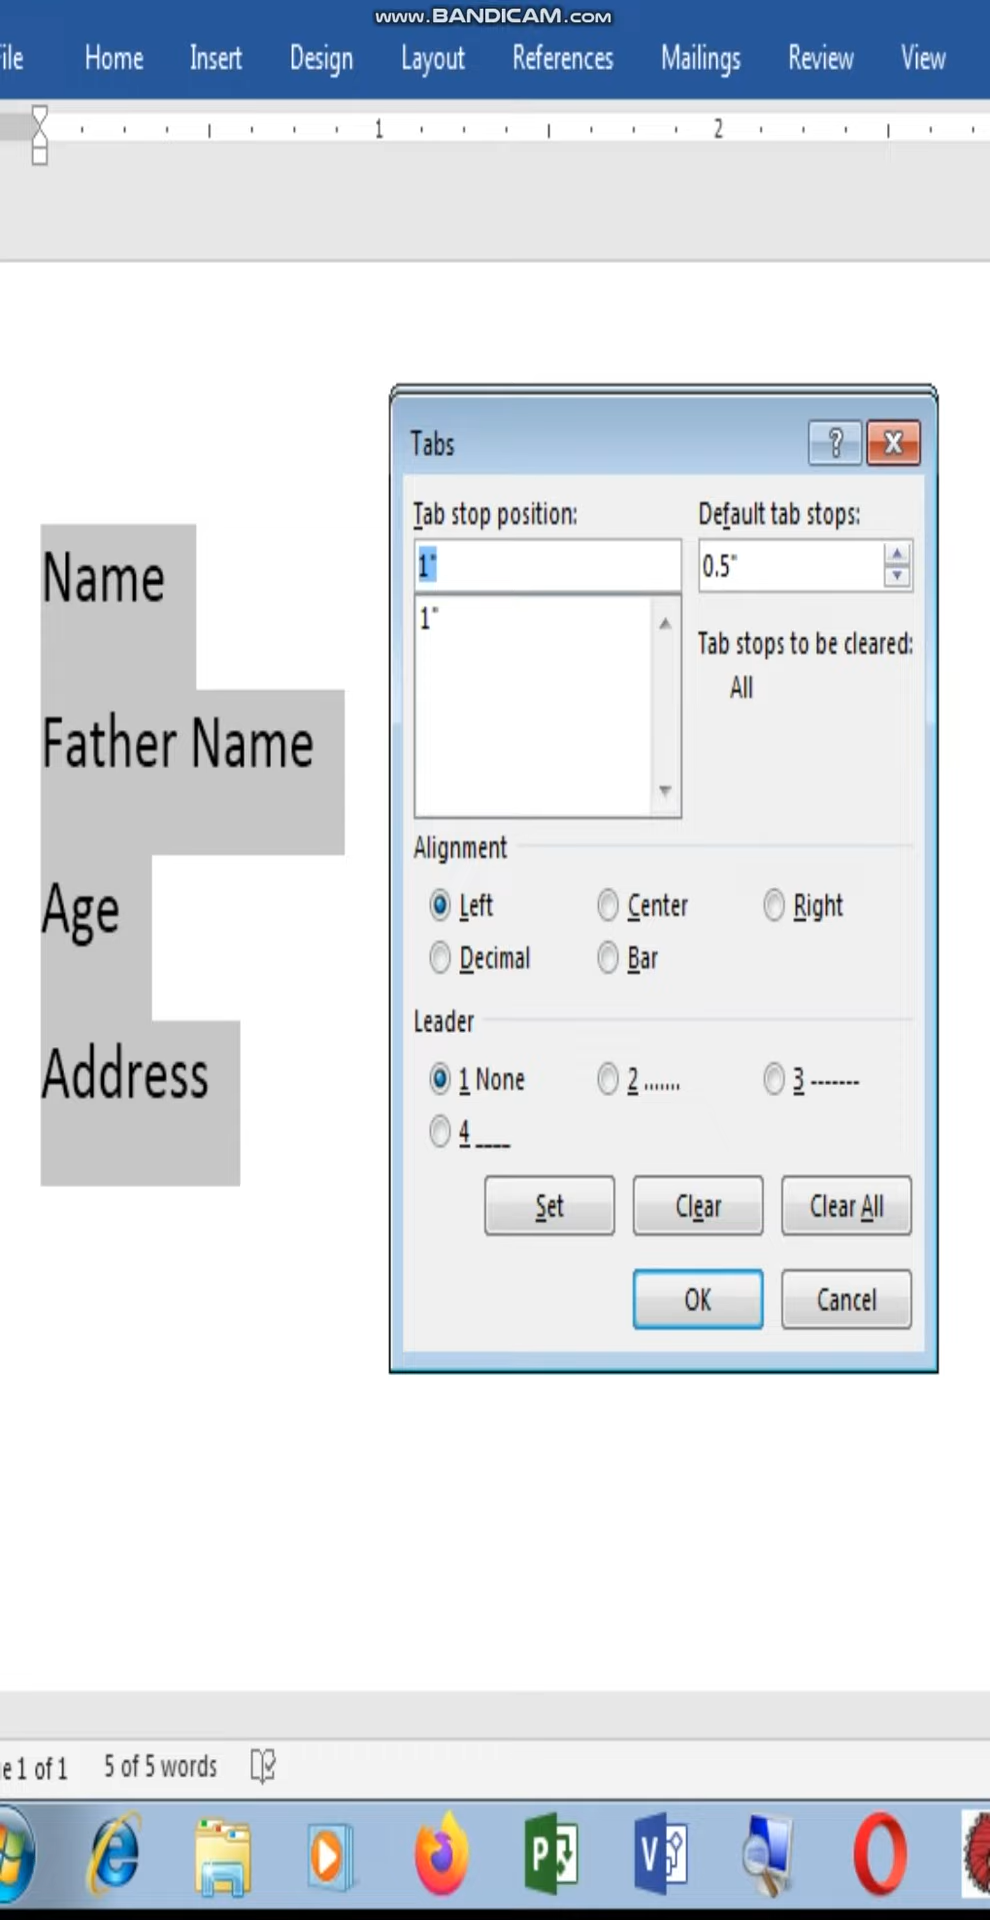 www.BANDICAM.com
ile Home Insert Design Layout References Mailings Review View
1 2
Tabs
Tab stop position: Default tab stops:
1" 0.5"
1"
Tab stops to be cleared:
All
Name
Father Name
Age
Address
Alignment
Left Center Right
Decimal Bar
Leader
1 None 2 ....... 3 -------
4 ____
Set Clear Clear All
OK Cancel
e 1 of 1 5 of 5 words
P V